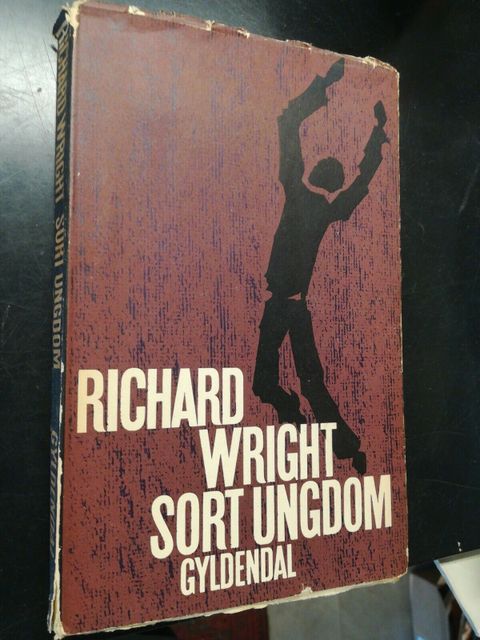 RICHARD
WRIGHT
SORT UNGDOM
GYLDENDAL
RICHARD WRIGHT SORT UNGDOM GYLDENDAL